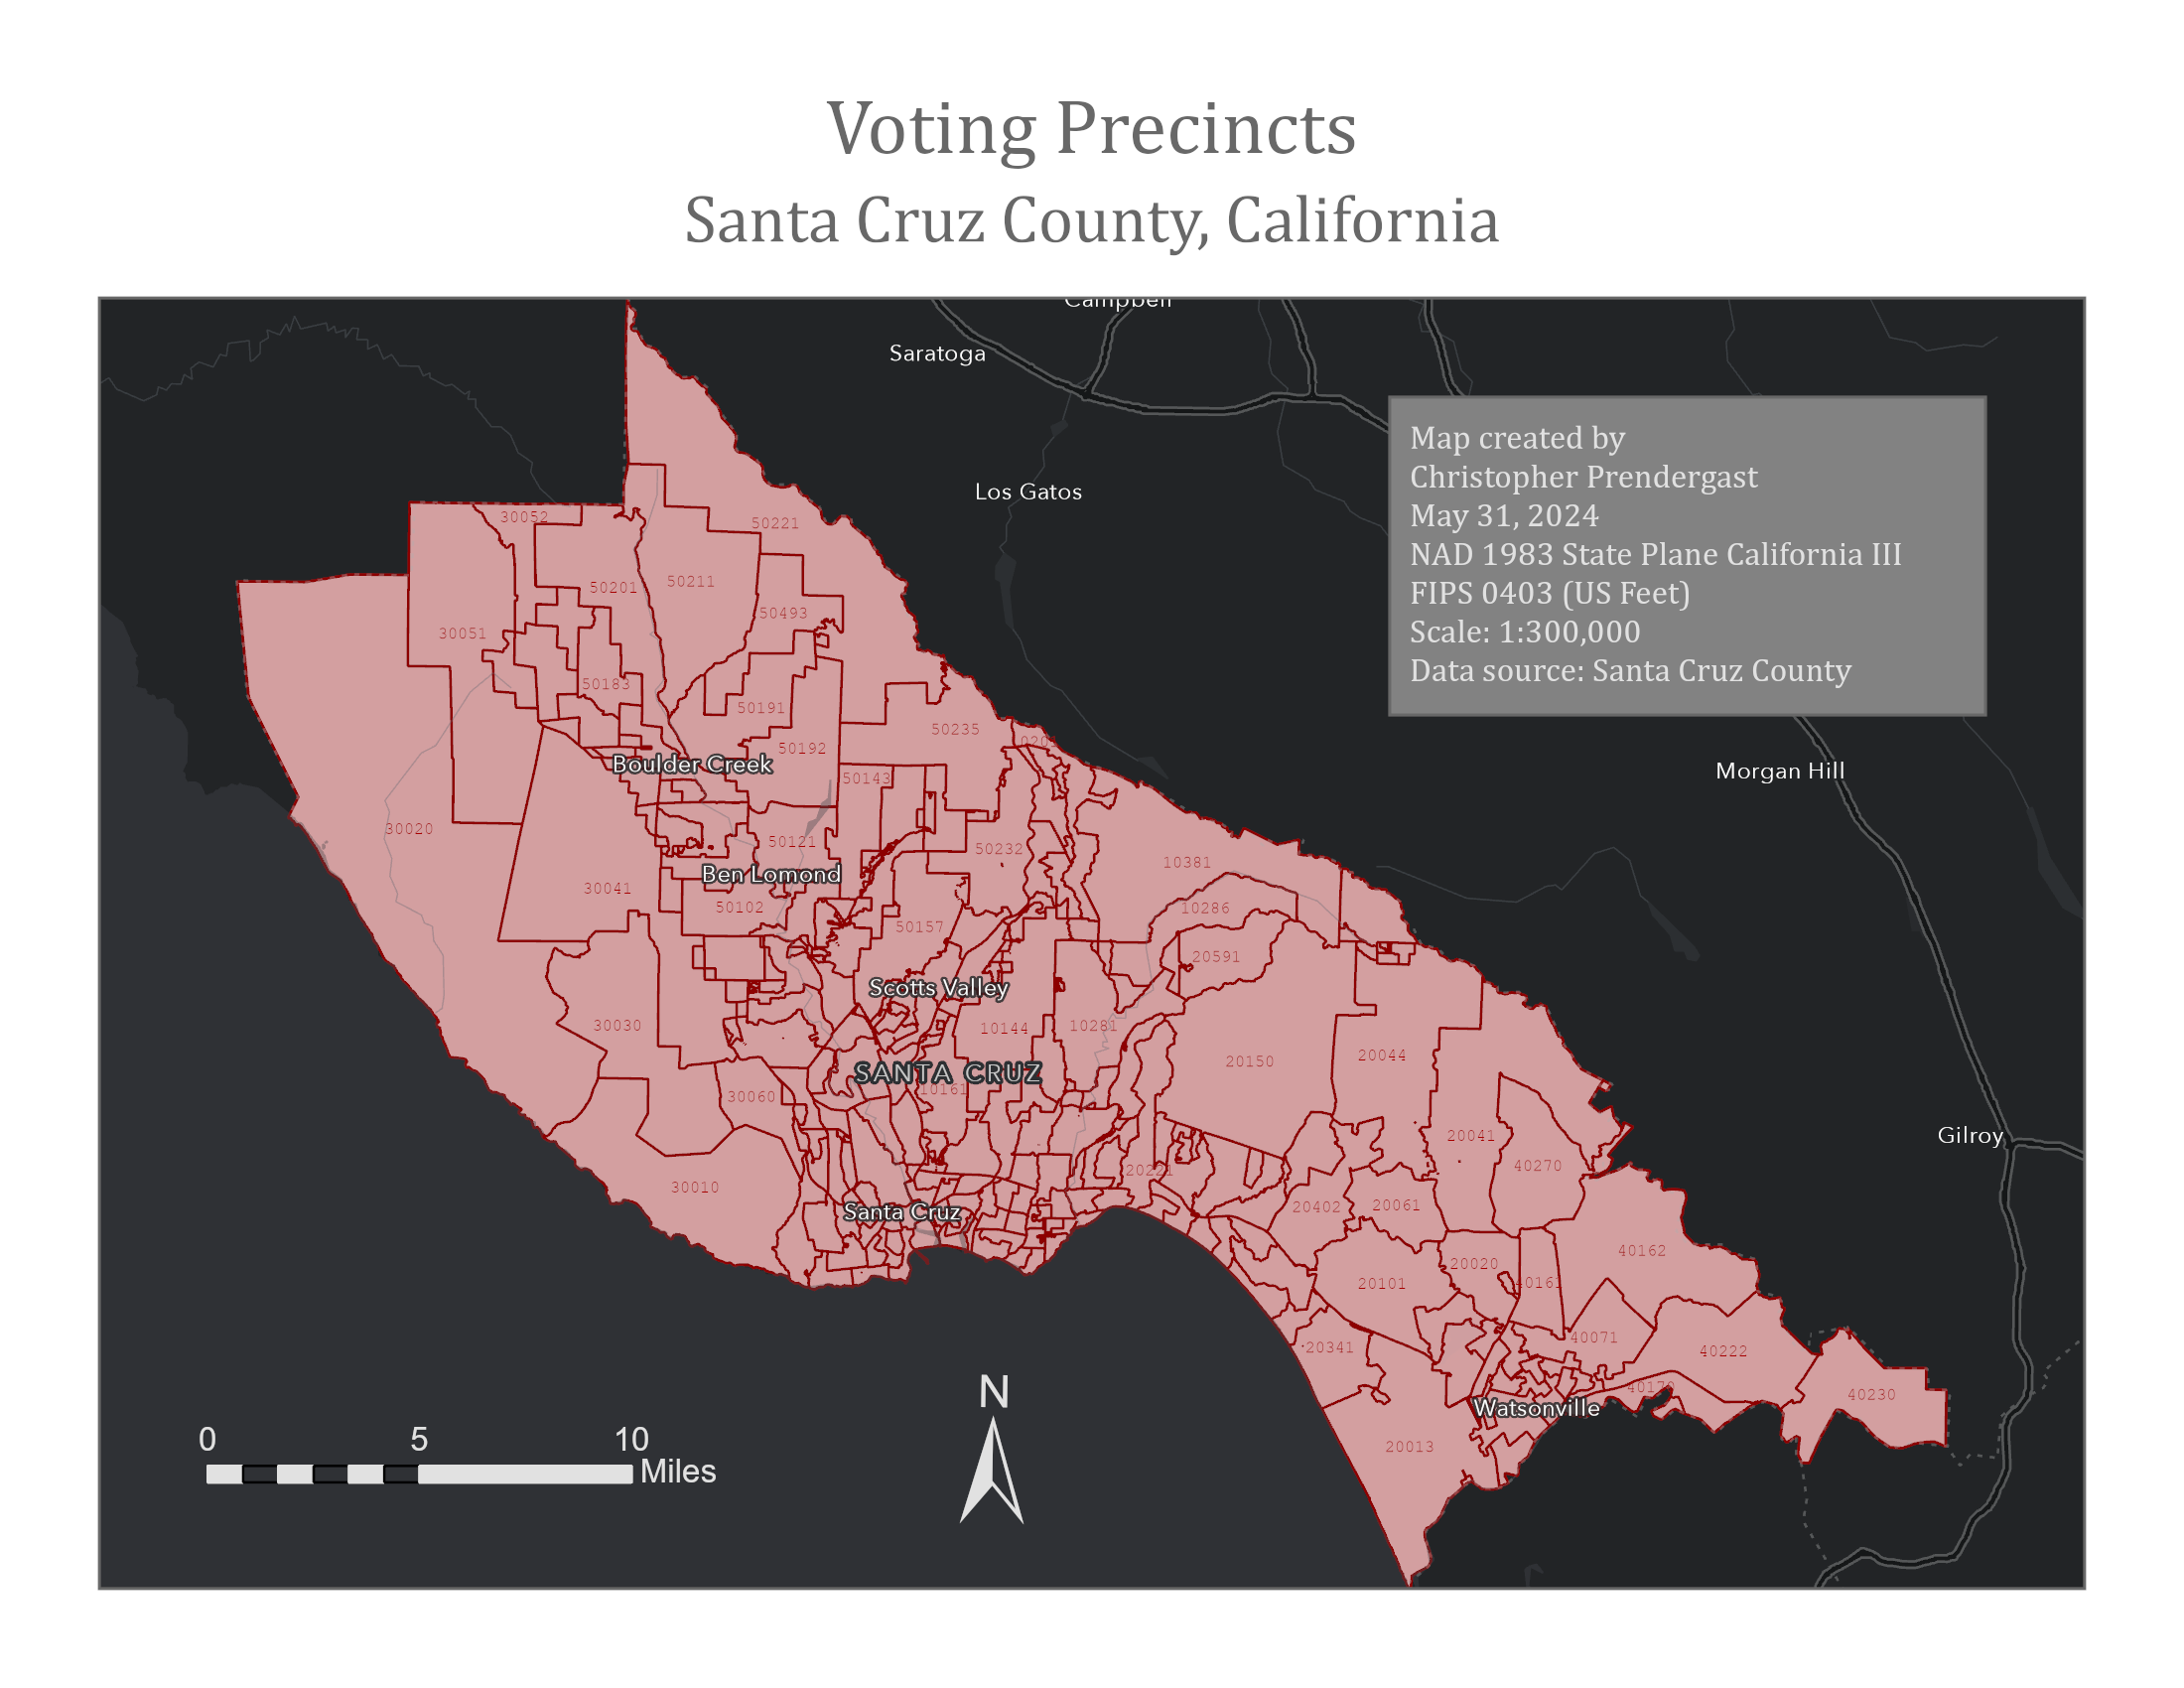 Voting Precincts
Santa Cruz County, California
Saratoga
Los Gatos
Map created by
Christopher Prendergast
May 31, 2024
NAD 1983 State Plane California III
FIPS 0403 (US Feet)
Scale: 1:300,000
Data source: Santa Cruz County
30052
50221
50201
50211
50493
30051
50183
50191
50235
50192
Boulder Creek
50143
Morgan Hill
30020
50121
50232
10381
Ben Lomond
30041
50102
10286
50157
20591
Scotts Valley
30030
10144
10281
20044
20150
SANTA CRUZ
10161
30060
20041
Gilroy
40270
20221
30010
20402
20061
Santa Cruz
40162
20020
20101
40161
40071
20341
40222
40170
40230
Watsonville
20013
N
0 5 10
Miles